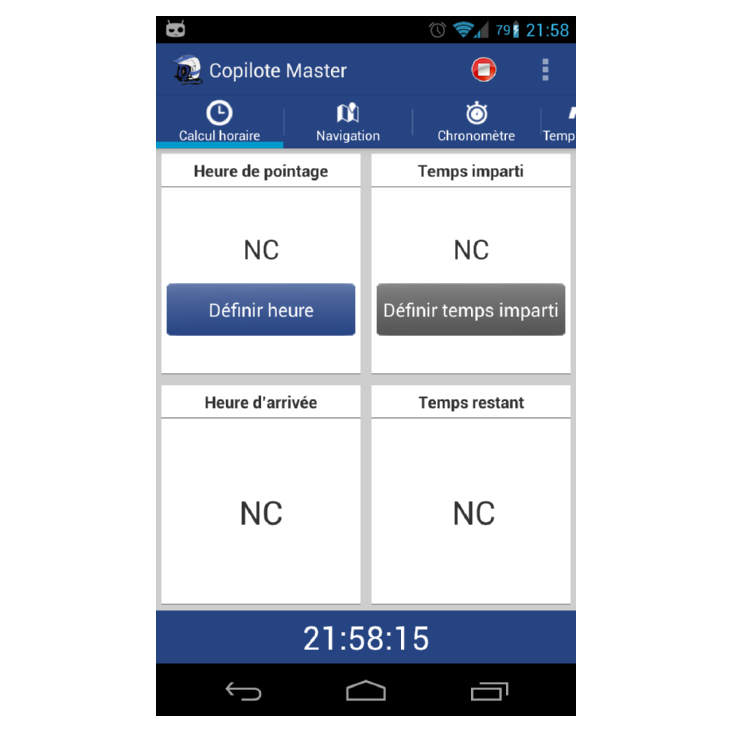 79 21:58
Copilote Master
Calcul horaire Navigation Chronomètre Temp
Heure de pointage Temps imparti
NC NC
Définir heure Définir temps imparti
Heure d'arrivée Temps restant
NC NC
21:58:15